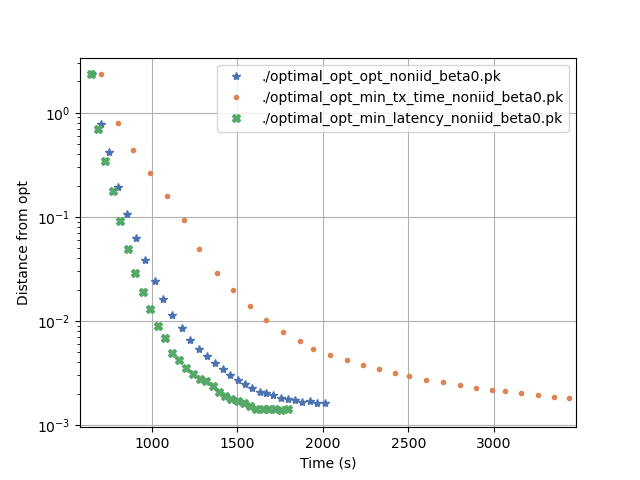 ./optimal_opt_opt_noniid_beta0.pk
./optimal_opt_min_tx_time_noniid_beta0.pk
./optimal_opt_min_latency_noniid_beta0.pk
Distance from opt
10⁰
10⁻¹
10⁻²
10⁻³
1000 1500 2000 2500 3000
Time (s)